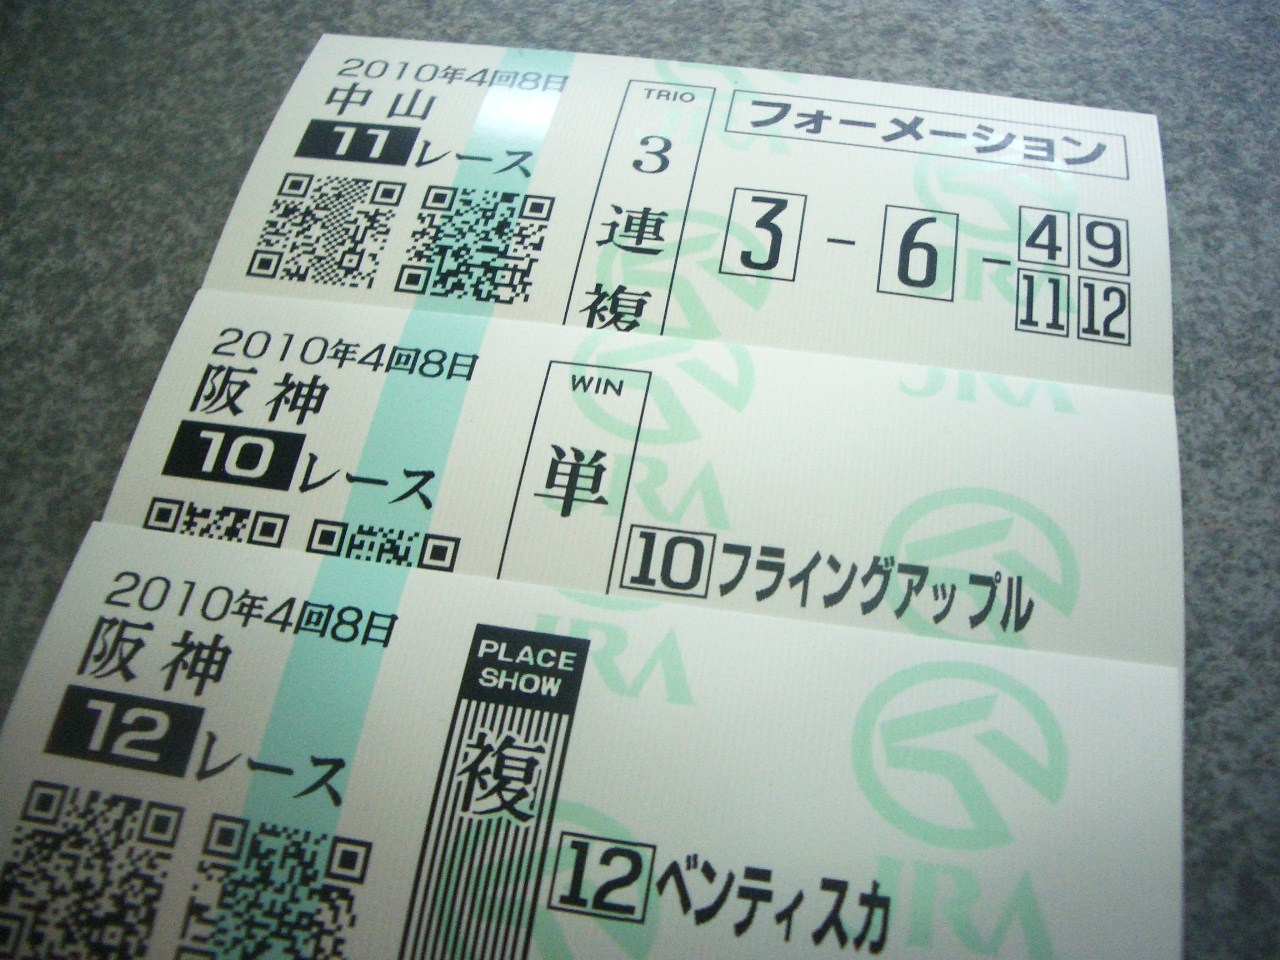 2010年4回8日
中山
11レース
TRIO
3連複
フォーメーション
3 - 6 - 4 9
11 12
2010年4回8日
阪神
10レース
WIN
単
10 フライングアップル
2010年4回8日
阪神
12レース
PLACE
SHOW
複
12 ベンティスカ
JRA
JRA
JRA
JRA
JRA